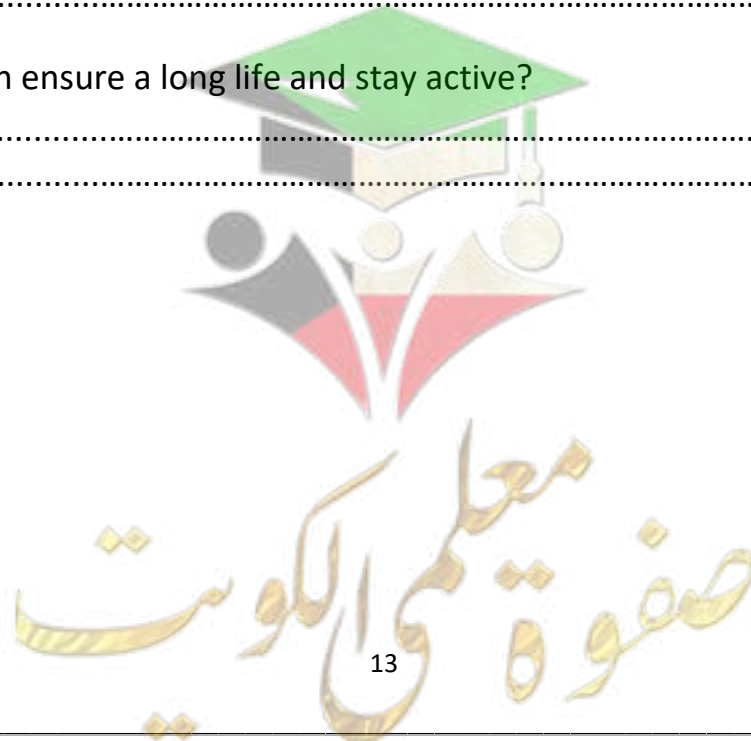 ensure a long life and stay active?
صفوة معلمي الكويت
13